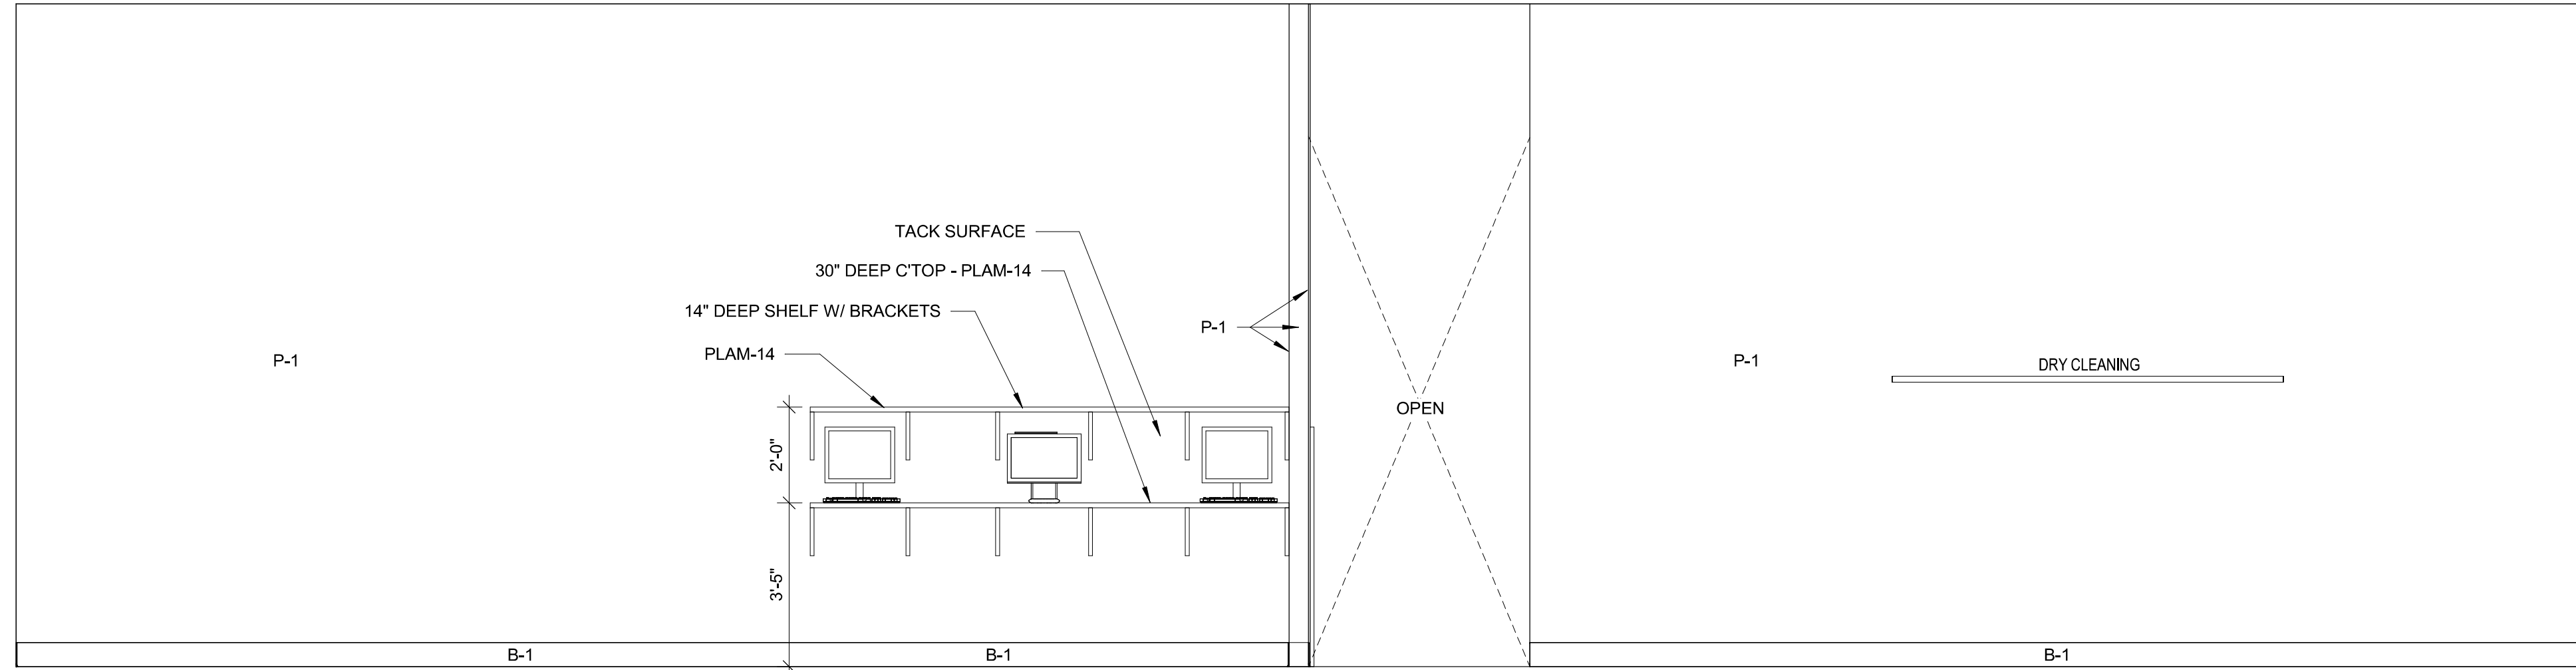 TACK SURFACE
30" DEEP C'TOP - PLAM-14
14" DEEP SHELF W/ BRACKETS
P-1
PLAM-14
P-1
P-1
DRY CLEANING
OPEN
2'-0"
3'-5"
B-1
B-1
B-1